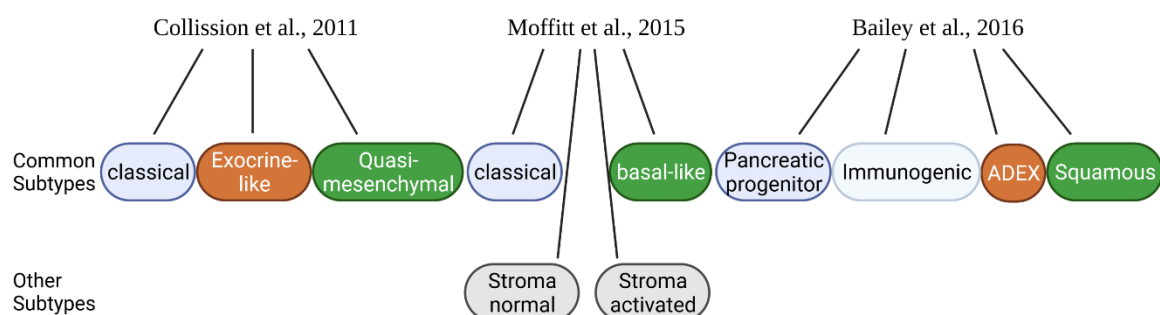 Collission et al., 2011 Moffitt et al., 2015 Bailey et al., 2016
Common
Subtypes
classical
Exocrine-
like
Quasi-
mesenchymal
classical
basal-like
Pancreatic
progenitor
Immunogenic
ADEX
Squamous
Other
Subtypes
Stroma
normal
Stroma
activated